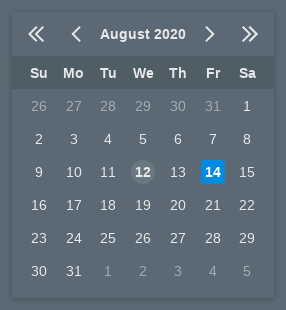 August 2020
Su Mo Tu We Th Fr Sa
26 27 28 29 30 31 1
2 3 4 5 6 7 8
9 10 11 12 13 14 15
16 17 18 19 20 21 22
23 24 25 26 27 28 29
30 31 1 2 3 4 5